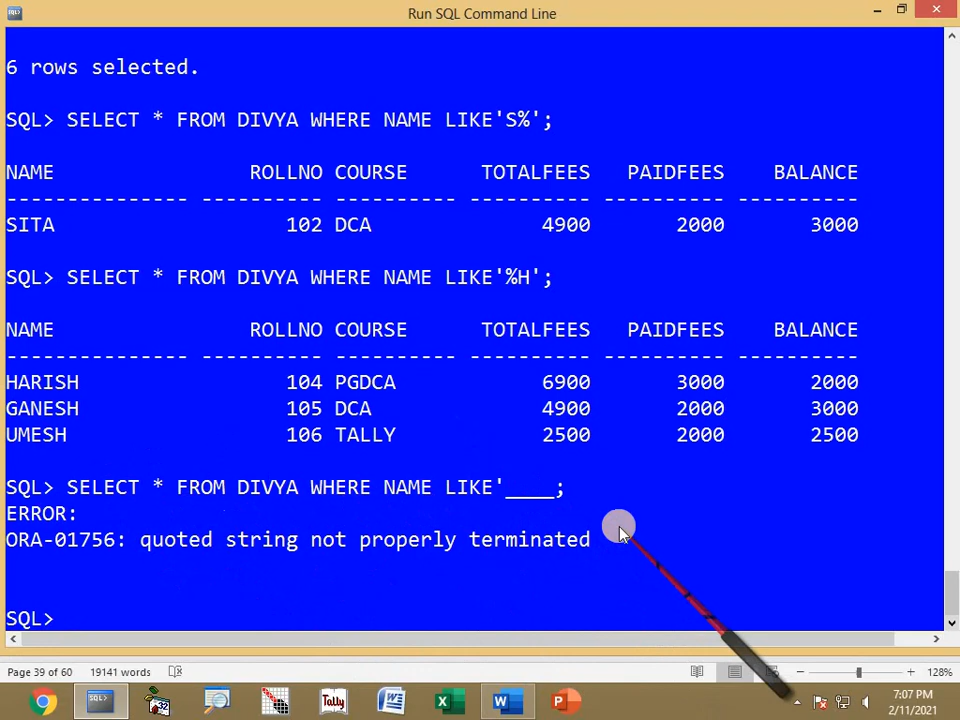 Run SQL Command Line
6 rows selected.
SQL> SELECT * FROM DIVYA WHERE NAME LIKE'S%';
NAME ROLLNO COURSE TOTALFEES PAIDFEES BALANCE
--------------- ---------- ---------- ---------- ---------- ----------
SITA 102 DCA 4900 2000 3000
SQL> SELECT * FROM DIVYA WHERE NAME LIKE'%H';
NAME ROLLNO COURSE TOTALFEES PAIDFEES BALANCE
--------------- ---------- ---------- ---------- ---------- ----------
HARISH 104 PGDCA 6900 3000 2000
GANESH 105 DCA 4900 2000 3000
UMESH 106 TALLY 2500 2000 2500
SQL> SELECT * FROM DIVYA WHERE NAME LIKE'____;
ERROR:
ORA-01756: quoted string not properly terminated
SQL>
Page 39 of 60 19141 words 128%
Tally 7:07 PM
2/11/2021